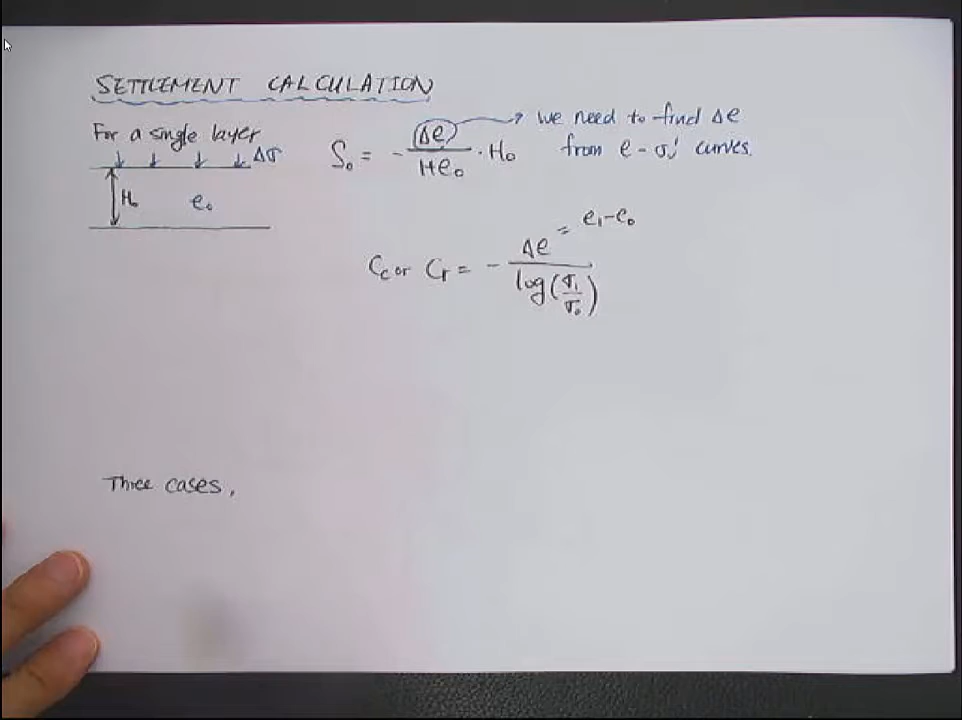 SETTLEMENT CALCULATION
For a single layer
Δσ
H₀
e₀
S₀ = - Δe / 1+e₀ · H₀
we need to find Δe
from e - σ' curves.
Cc or Cr = - Δe / log(σ₁/σ₀)
= e₁-e₀
Three cases,